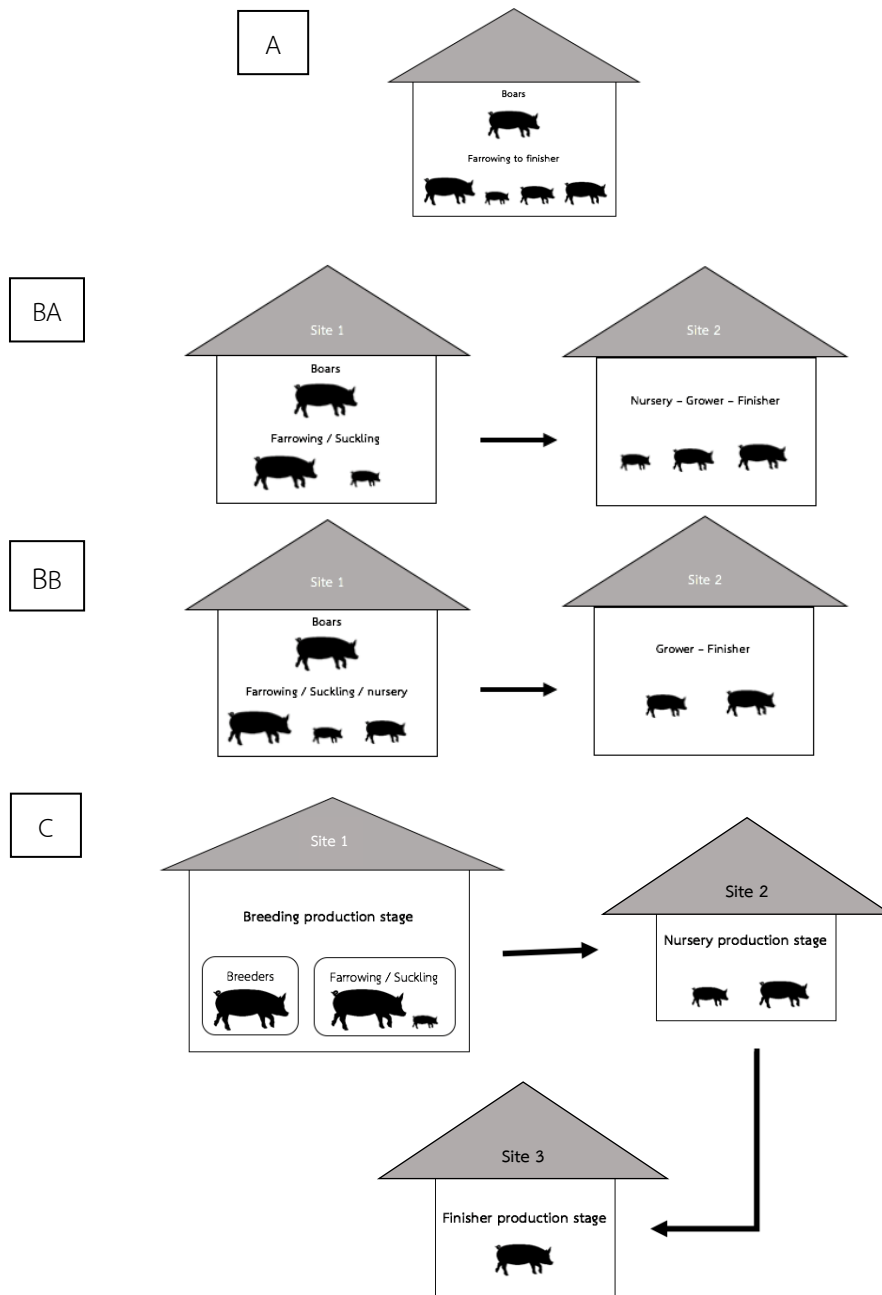 A
Boars
Farrowing to finisher
BA
Site 1
Boars
Farrowing / Suckling
Site 2
Nursery – Grower – Finisher
BB
Site 1
Boars
Farrowing / Suckling / nursery
Site 2
Grower – Finisher
C
Site 1
Breeding production stage
Breeders
Farrowing / Suckling
Site 2
Nursery production stage
Site 3
Finisher production stage